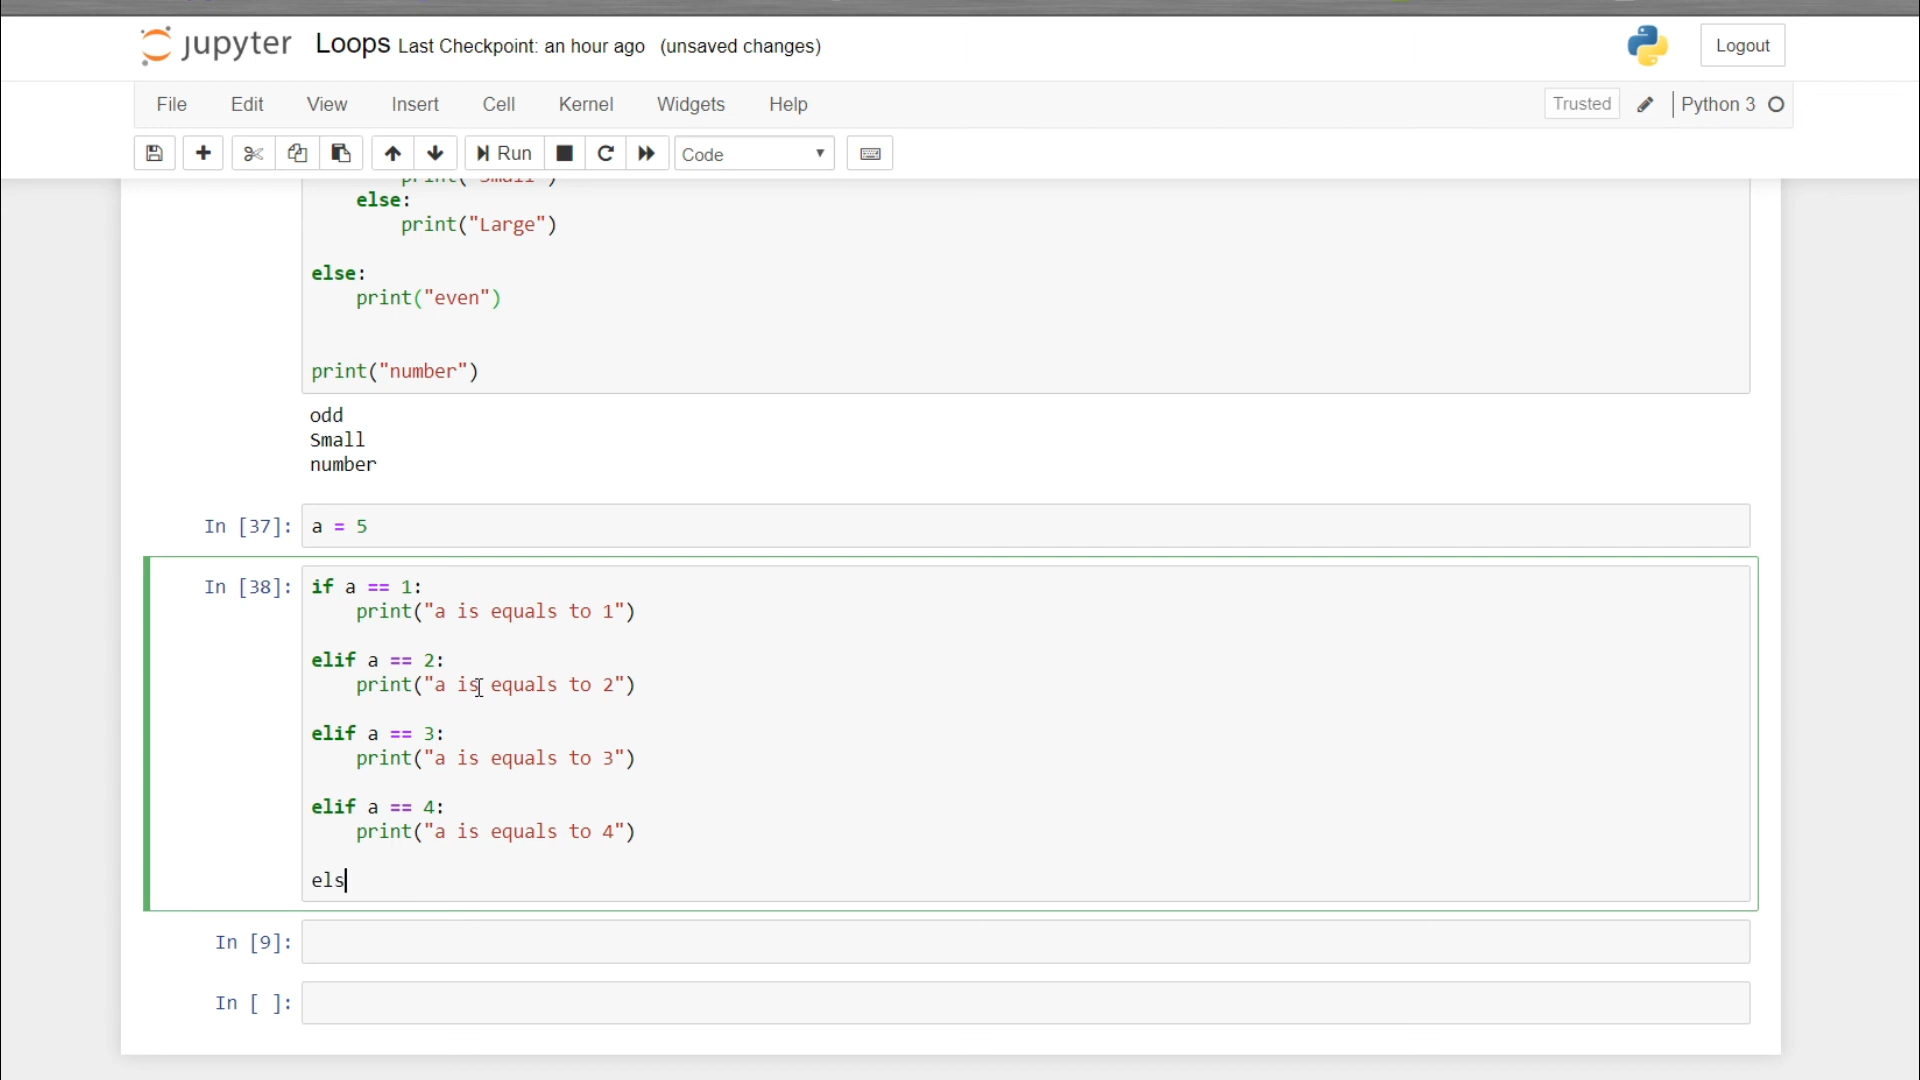 jupyter Loops Last Checkpoint: an hour ago (unsaved changes) Logout
File Edit View Insert Cell Kernel Widgets Help Trusted Python 3
Run Code
print("Small")
else:
print("Large")
else:
print("even")
print("number")
odd
Small
number
In [37]: a = 5
In [38]: if a == 1:
print("a is equals to 1")
elif a == 2:
print("a is equals to 2")
elif a == 3:
print("a is equals to 3")
elif a == 4:
print("a is equals to 4")
els
In [9]:
In [ ]: